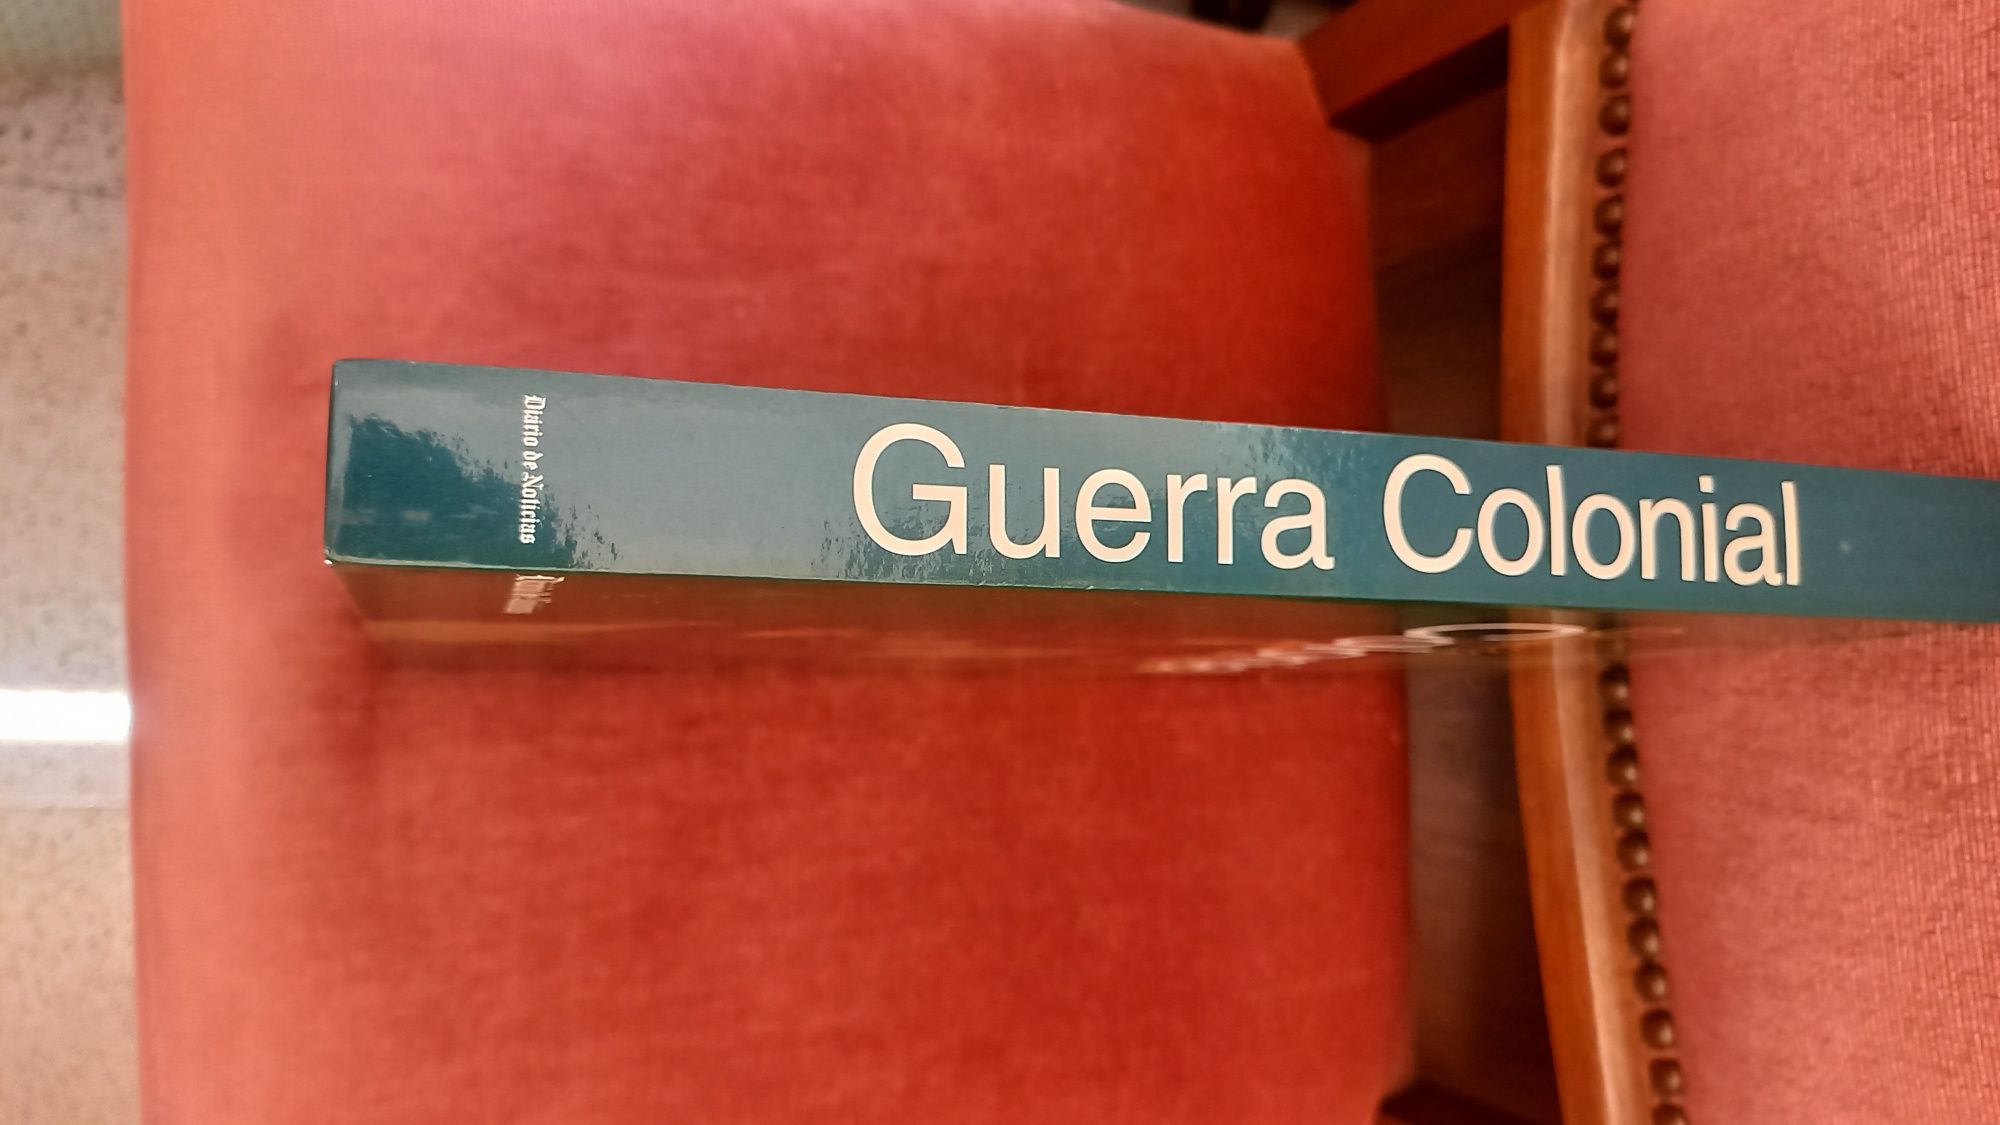 Diário de Notícias
Guerra Colonial